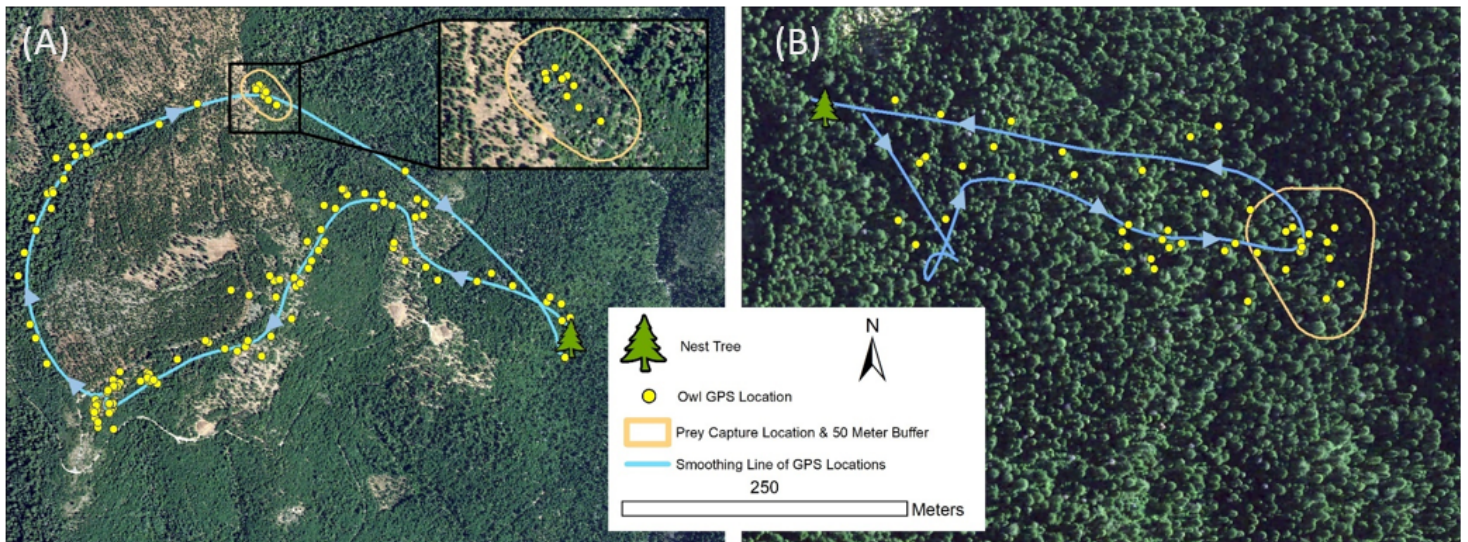 (A)
(B)
N
Nest Tree
Owl GPS Location
Prey Capture Location & 50 Meter Buffer
Smoothing Line of GPS Locations
250
Meters